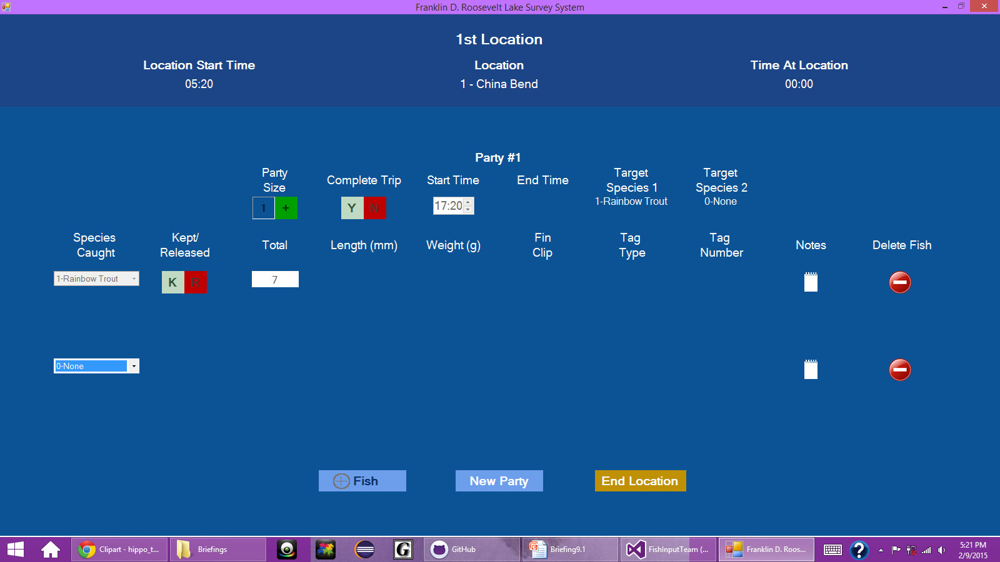 Franklin D. Roosevelt Lake Survey System
1st Location
Location Start Time
Location
Time At Location
05:20
1 - China Bend
00:00
Party #1
Party
Size
Complete Trip
Start Time
End Time
Target
Species 1
Target
Species 2
1 +
Y N
17:20
1-Rainbow Trout
0-None
Species
Caught
Kept/
Released
Total
Length (mm)
Weight (g)
Fin
Clip
Tag
Type
Tag
Number
Notes
Delete Fish
1-Rainbow Trout
K R
7
0-None
Fish
New Party
End Location
Clipart - hippo_t...
Briefings
G
GitHub
Briefing9.1
FishInputTeam (...
Franklin D. Roos...
?
5:21 PM
2/9/2015